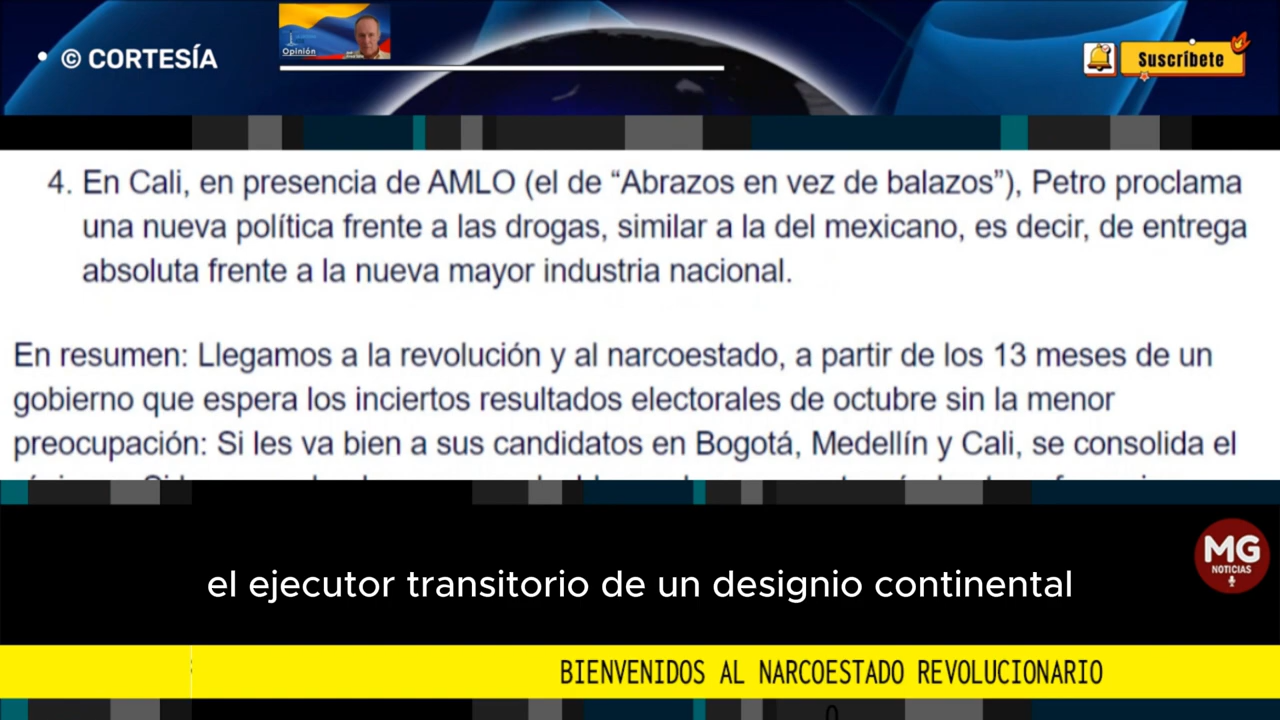 © CORTESÍA
Opinión
Suscríbete
4. En Cali, en presencia de AMLO (el de “Abrazos en vez de balazos”), Petro proclama
una nueva política frente a las drogas, similar a la del mexicano, es decir, de entrega
absoluta frente a la nueva mayor industria nacional.
En resumen: Llegamos a la revolución y al narcoestado, a partir de los 13 meses de un
gobierno que espera los inciertos resultados electorales de octubre sin la menor
preocupación: Si les va bien a sus candidatos en Bogotá, Medellín y Cali, se consolida el
el ejecutor transitorio de un designio continental
MG
NOTICIAS
BIENVENIDOS AL NARCOESTADO REVOLUCIONARIO